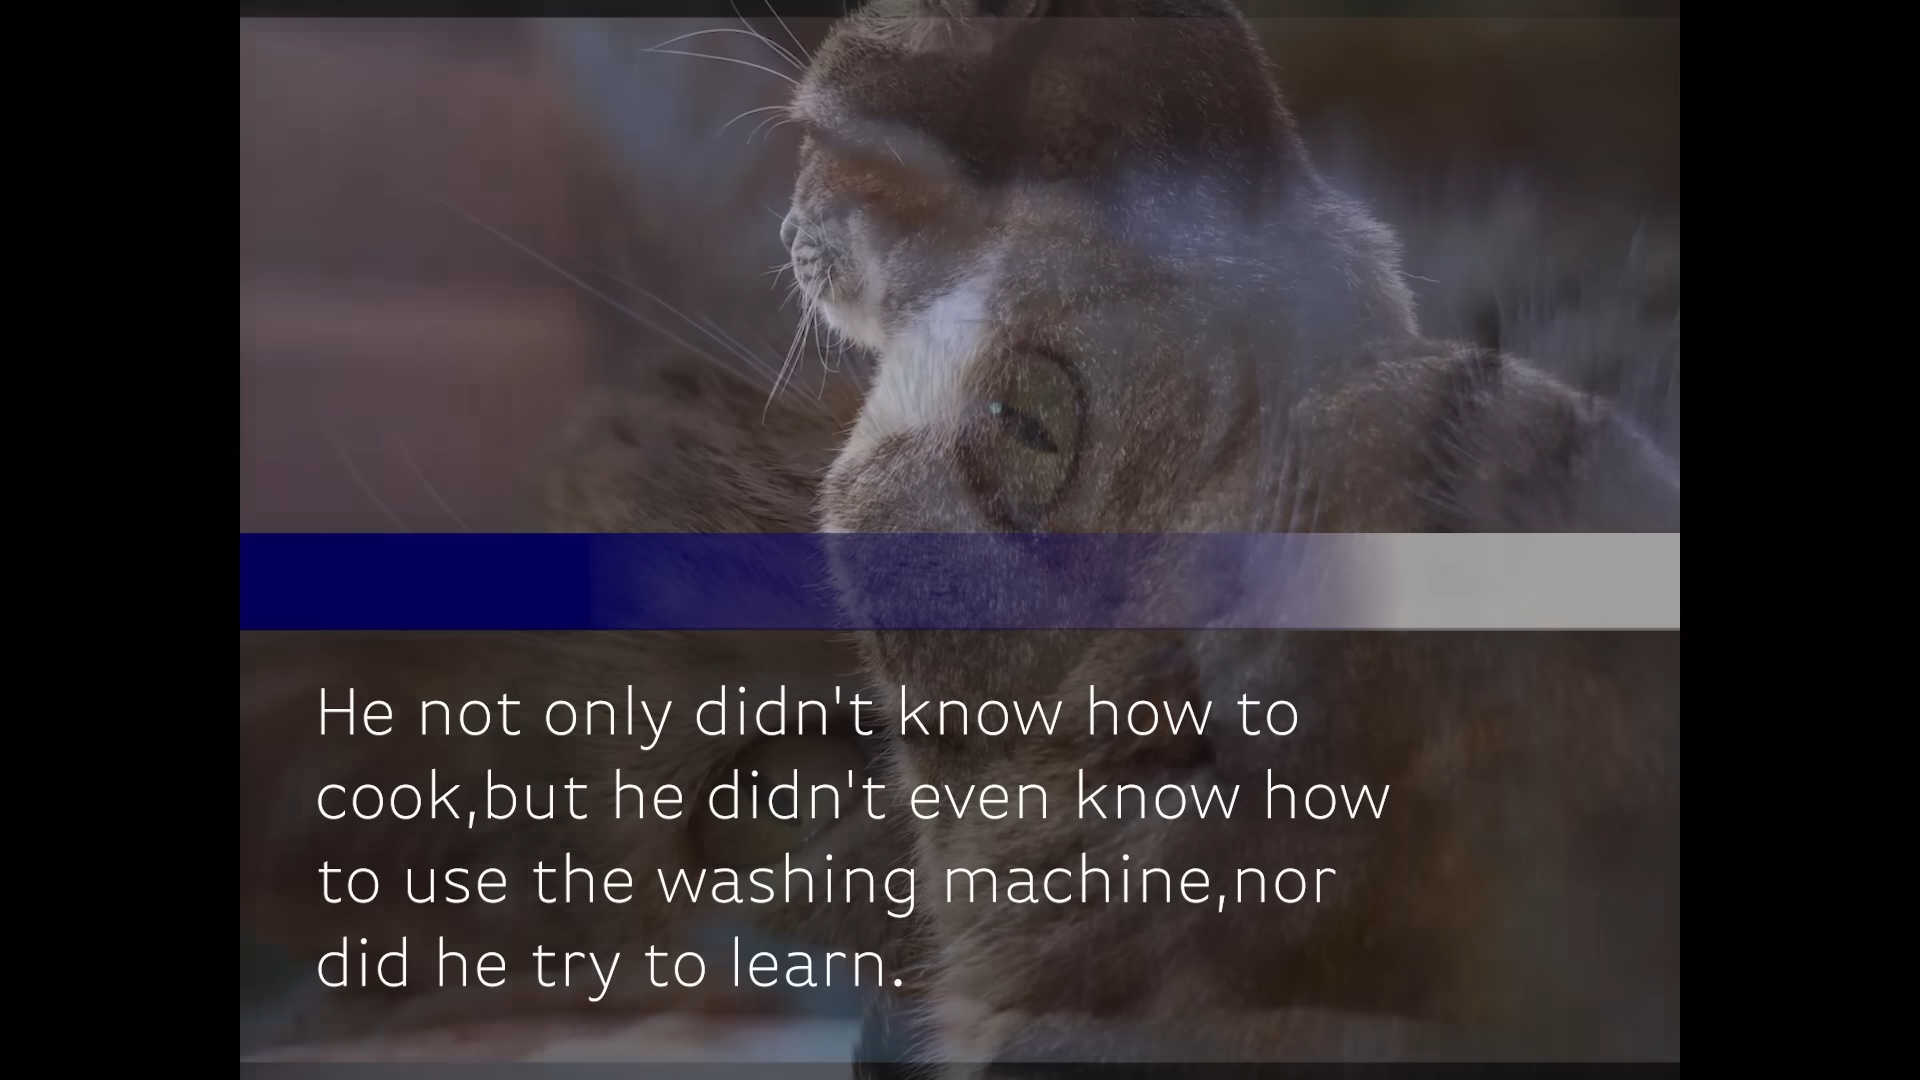 He not only didn't know how to
cook,but he didn't even know how
to use the washing machine,nor
did he try to learn.